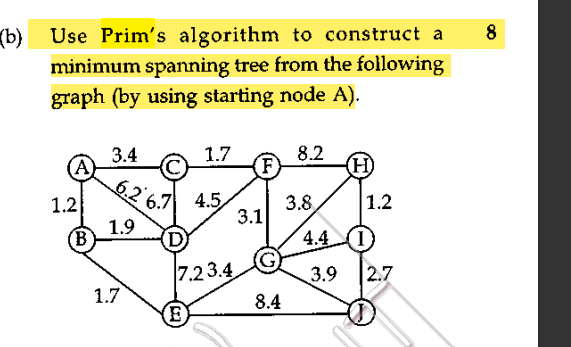 (b) Use Prim's algorithm to construct a 8
minimum spanning tree from the following
graph (by using starting node A).
3.4 1.7 8.2
A C F H
6.2 6.7 4.5 3.8
1.2 3.1 1.2
1.9 4.4
B D G I
7.2 3.4 3.9 2.7
1.7 8.4
E J